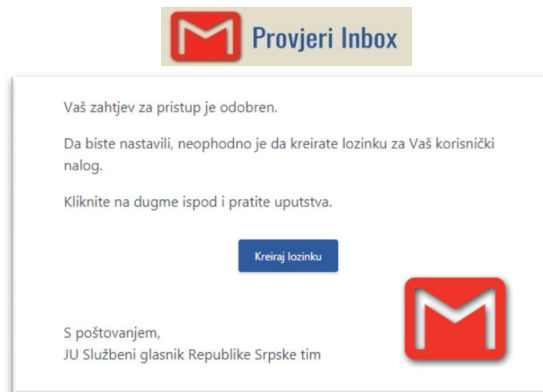 Provjeri Inbox
Vaš zahtjev za pristup je odobren.
Da biste nastavili, neophodno je da kreirate lozinku za Vaš korisnički
nalog.
Kliknite na dugme ispod i pratite uputstva.
Kreiraj lozinku
S poštovanjem,
JU Službeni glasnik Republike Srpske tim